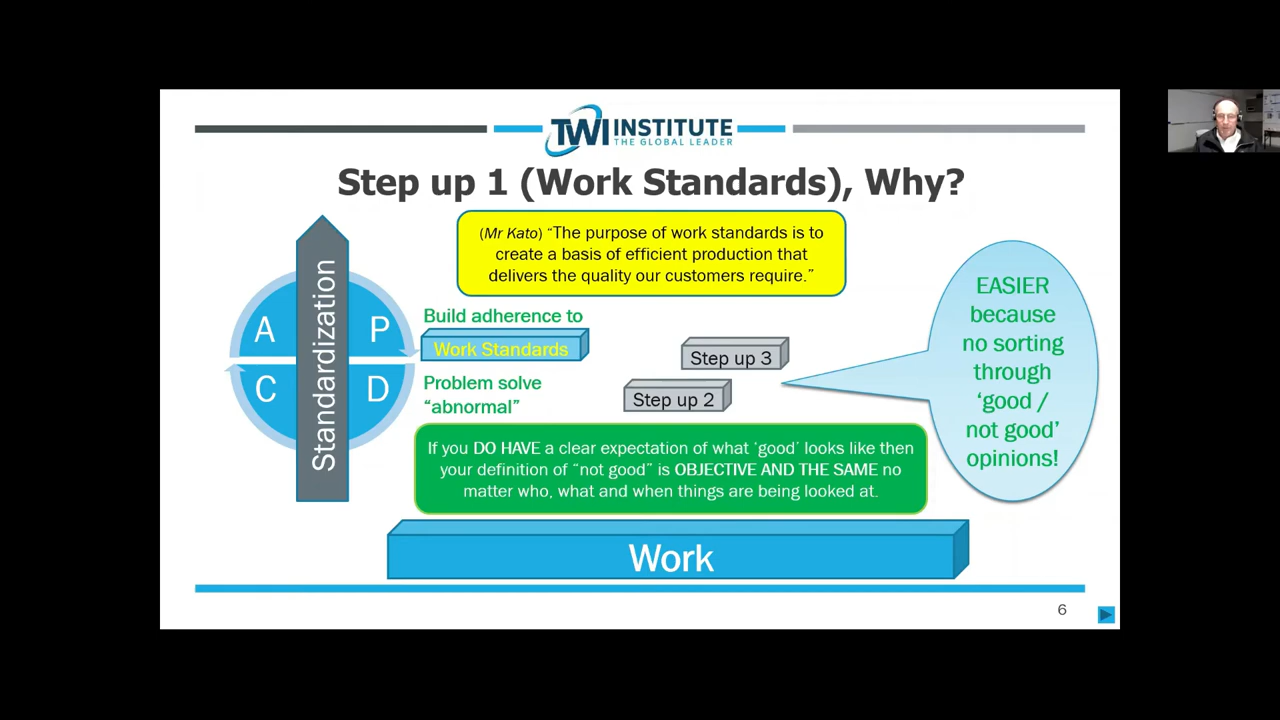 TWI INSTITUTE
THE GLOBAL LEADER
Step up 1 (Work Standards), Why?
(Mr Kato) “The purpose of work standards is to
create a basis of efficient production that
delivers the quality our customers require.”
Standardization
A
P
C
D
Build adherence to
Work Standards
Problem solve
“abnormal”
Step up 3
Step up 2
EASIER
because
no sorting
through
‘good /
not good’
opinions!
If you DO HAVE a clear expectation of what ‘good’ looks like then
your definition of “not good” is OBJECTIVE AND THE SAME no
matter who, what and when things are being looked at.
Work
6